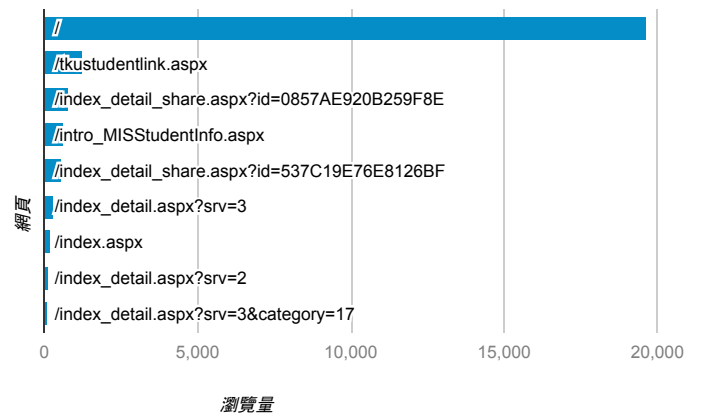 /
/tkustudentlink.aspx
/index_detail_share.aspx?id=0857AE920B259F8E
/intro_MISStudentInfo.aspx
/index_detail_share.aspx?id=537C19E76E8126BF
/index_detail.aspx?srv=3
/index.aspx
/index_detail.aspx?srv=2
/index_detail.aspx?srv=3&category=17
網頁
0 5,000 10,000 15,000 20,000
瀏覽量